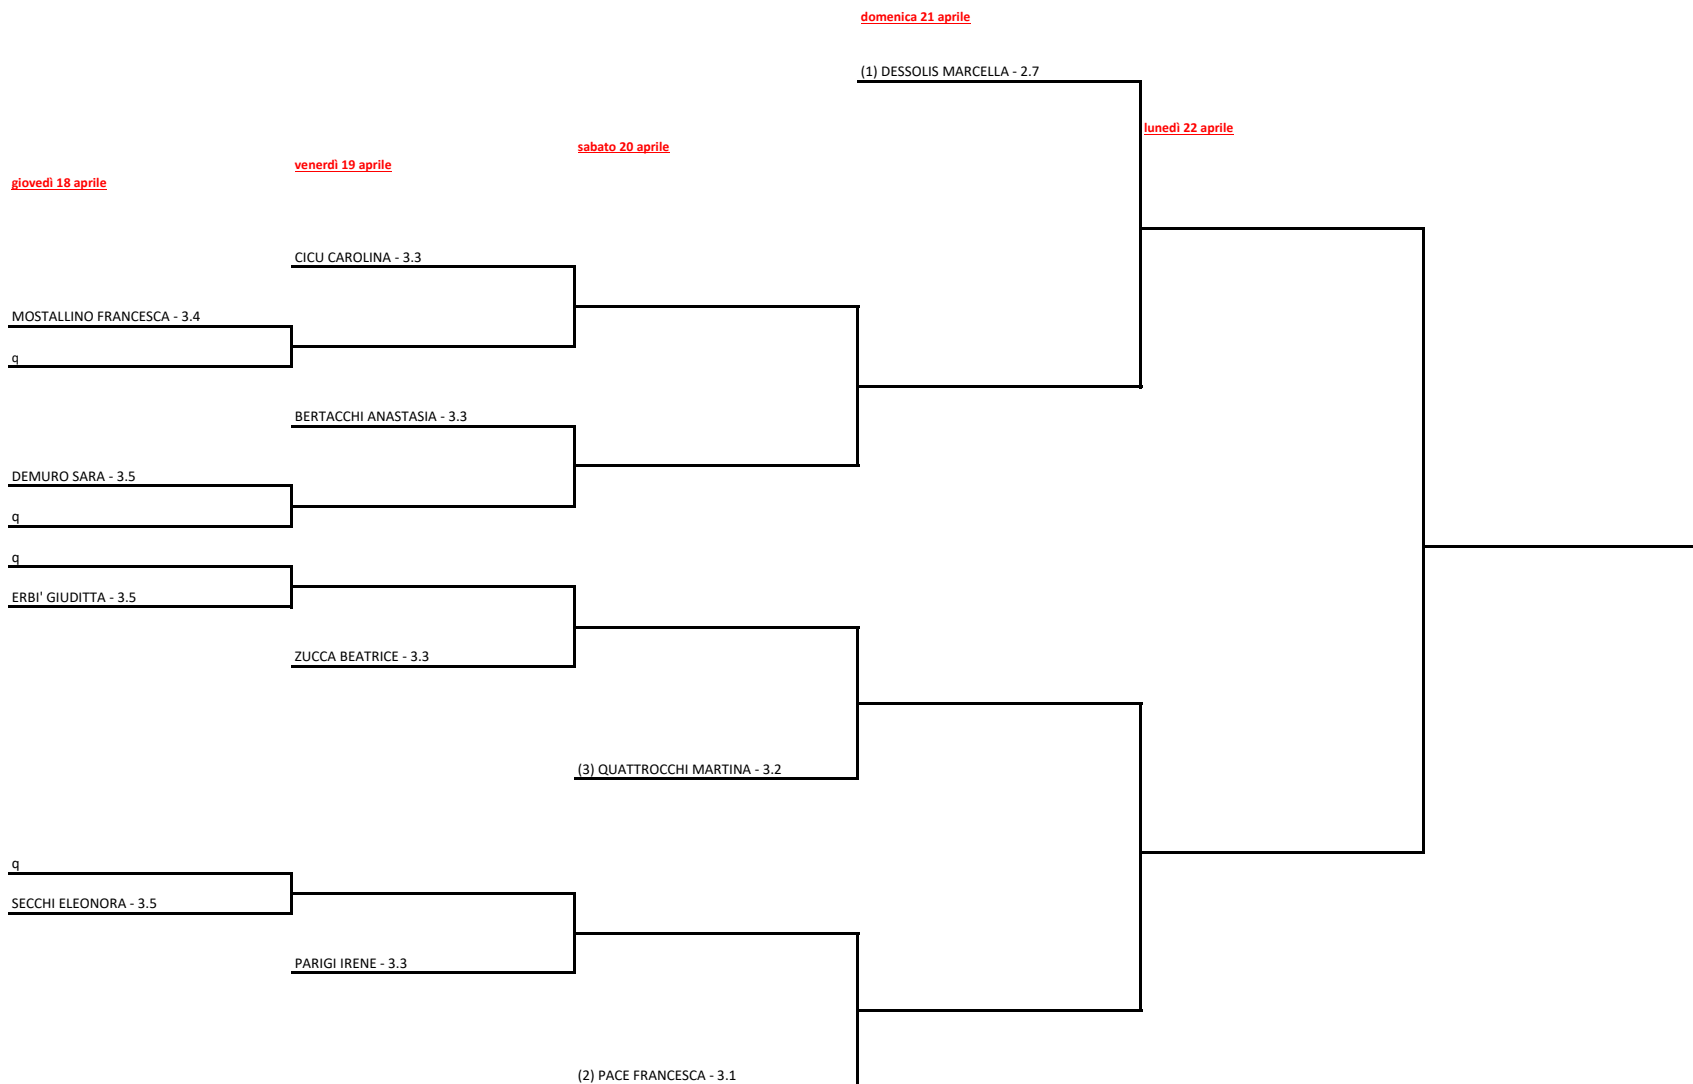 domenica 21 aprile
(1) DESSOLIS MARCELLA - 2.7
lunedì 22 aprile
sabato 20 aprile
venerdì 19 aprile
giovedì 18 aprile
CICU CAROLINA - 3.3
MOSTALLINO FRANCESCA - 3.4
q
BERTACCHI ANASTASIA - 3.3
DEMURO SARA - 3.5
q
q
ERBI' GIUDITTA - 3.5
ZUCCA BEATRICE - 3.3
(3) QUATTROCCHI MARTINA - 3.2
q
SECCHI ELEONORA - 3.5
PARIGI IRENE - 3.3
(2) PACE FRANCESCA - 3.1